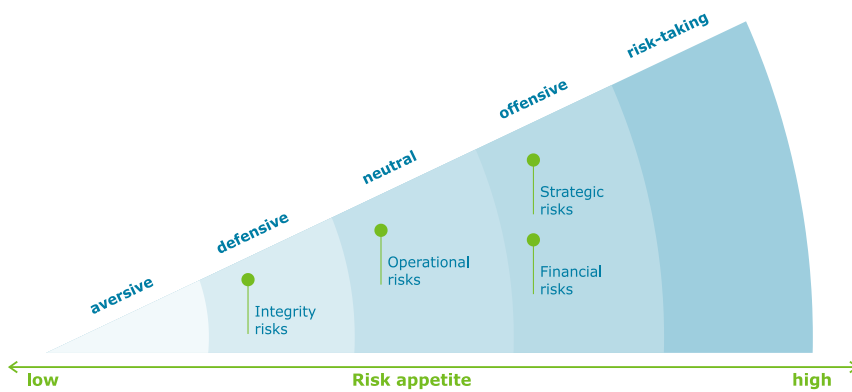 risk-taking
offensive
neutral
defensive
aversive
Strategic
risks
Operational
risks
Financial
risks
Integrity
risks
low
Risk appetite
high